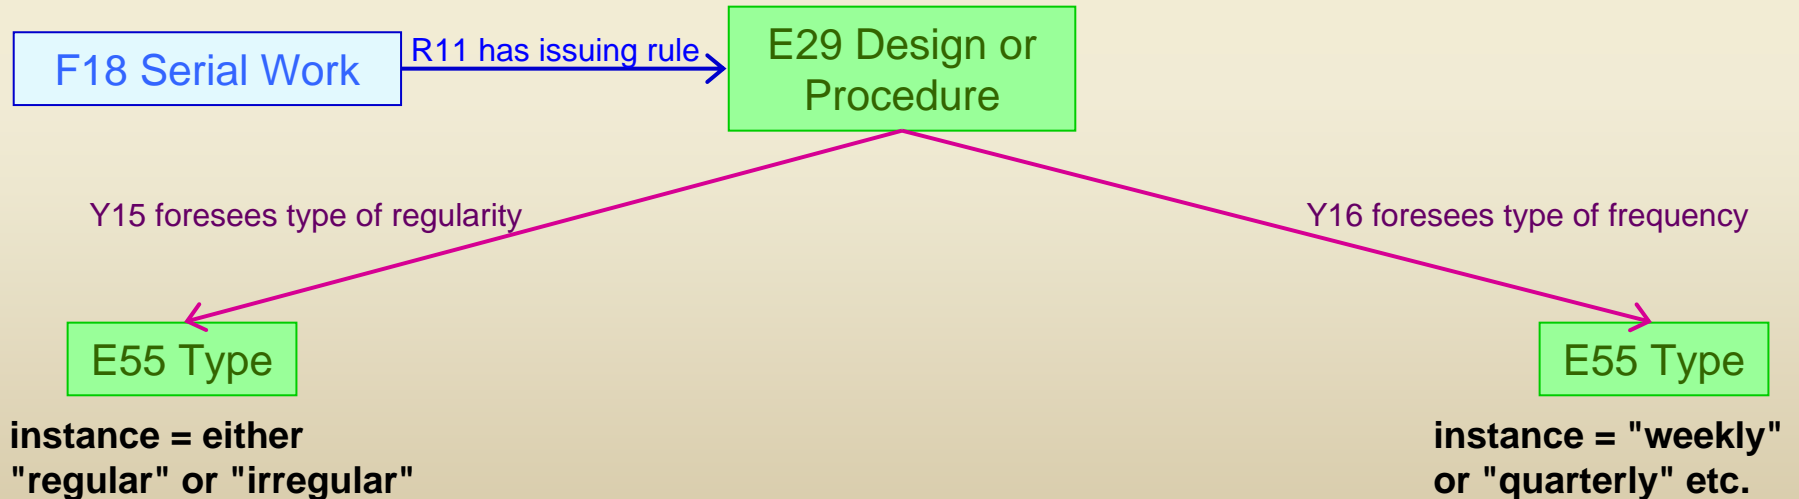 F18 Serial Work
R11 has issuing rule
E29 Design or
Procedure
Y15 foresees type of regularity
Y16 foresees type of frequency
E55 Type
E55 Type
instance = either
"regular" or "irregular"
instance = "weekly"
or "quarterly" etc.